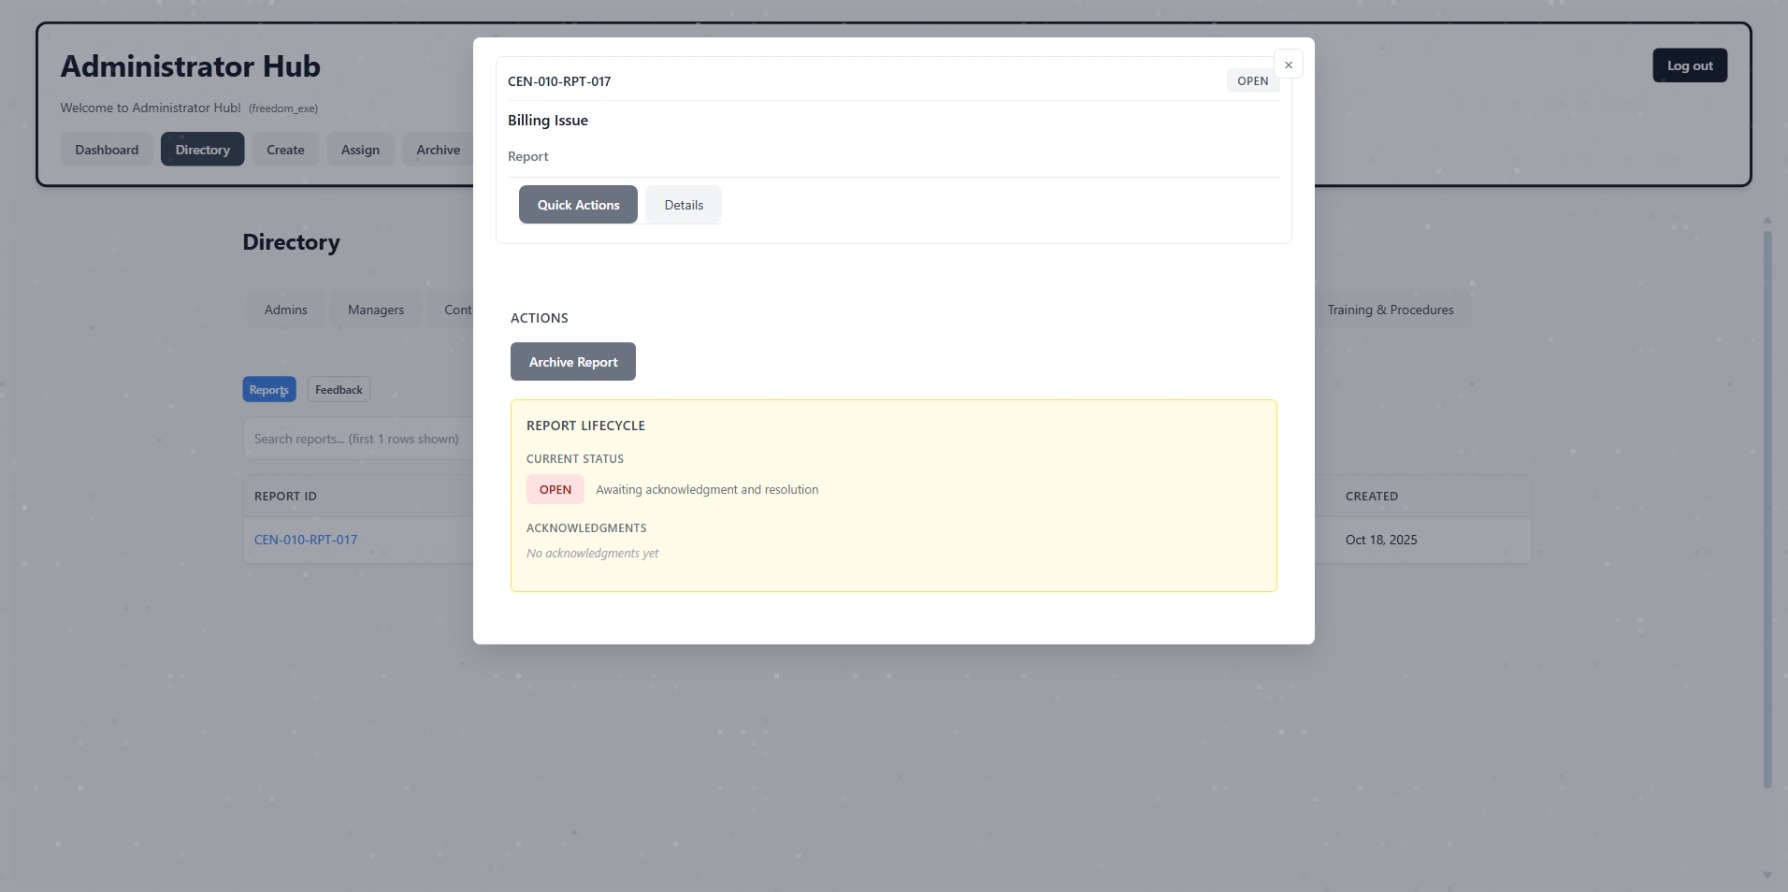 Administrator Hub
Log out
Welcome to Administrator Hub! (freedom_exe)
Dashboard
Directory
Create
Assign
Archive
CEN-010-RPT-017
OPEN
×
Billing Issue
Report
Quick Actions
Details
Directory
Admins
Managers
Cont
Training & Procedures
ACTIONS
Archive Report
Reports
Feedback
Search reports... (first 1 rows shown)
REPORT LIFECYCLE
CURRENT STATUS
OPEN
Awaiting acknowledgment and resolution
ACKNOWLEDGMENTS
No acknowledgments yet
REPORT ID
CREATED
CEN-010-RPT-017
Oct 18, 2025